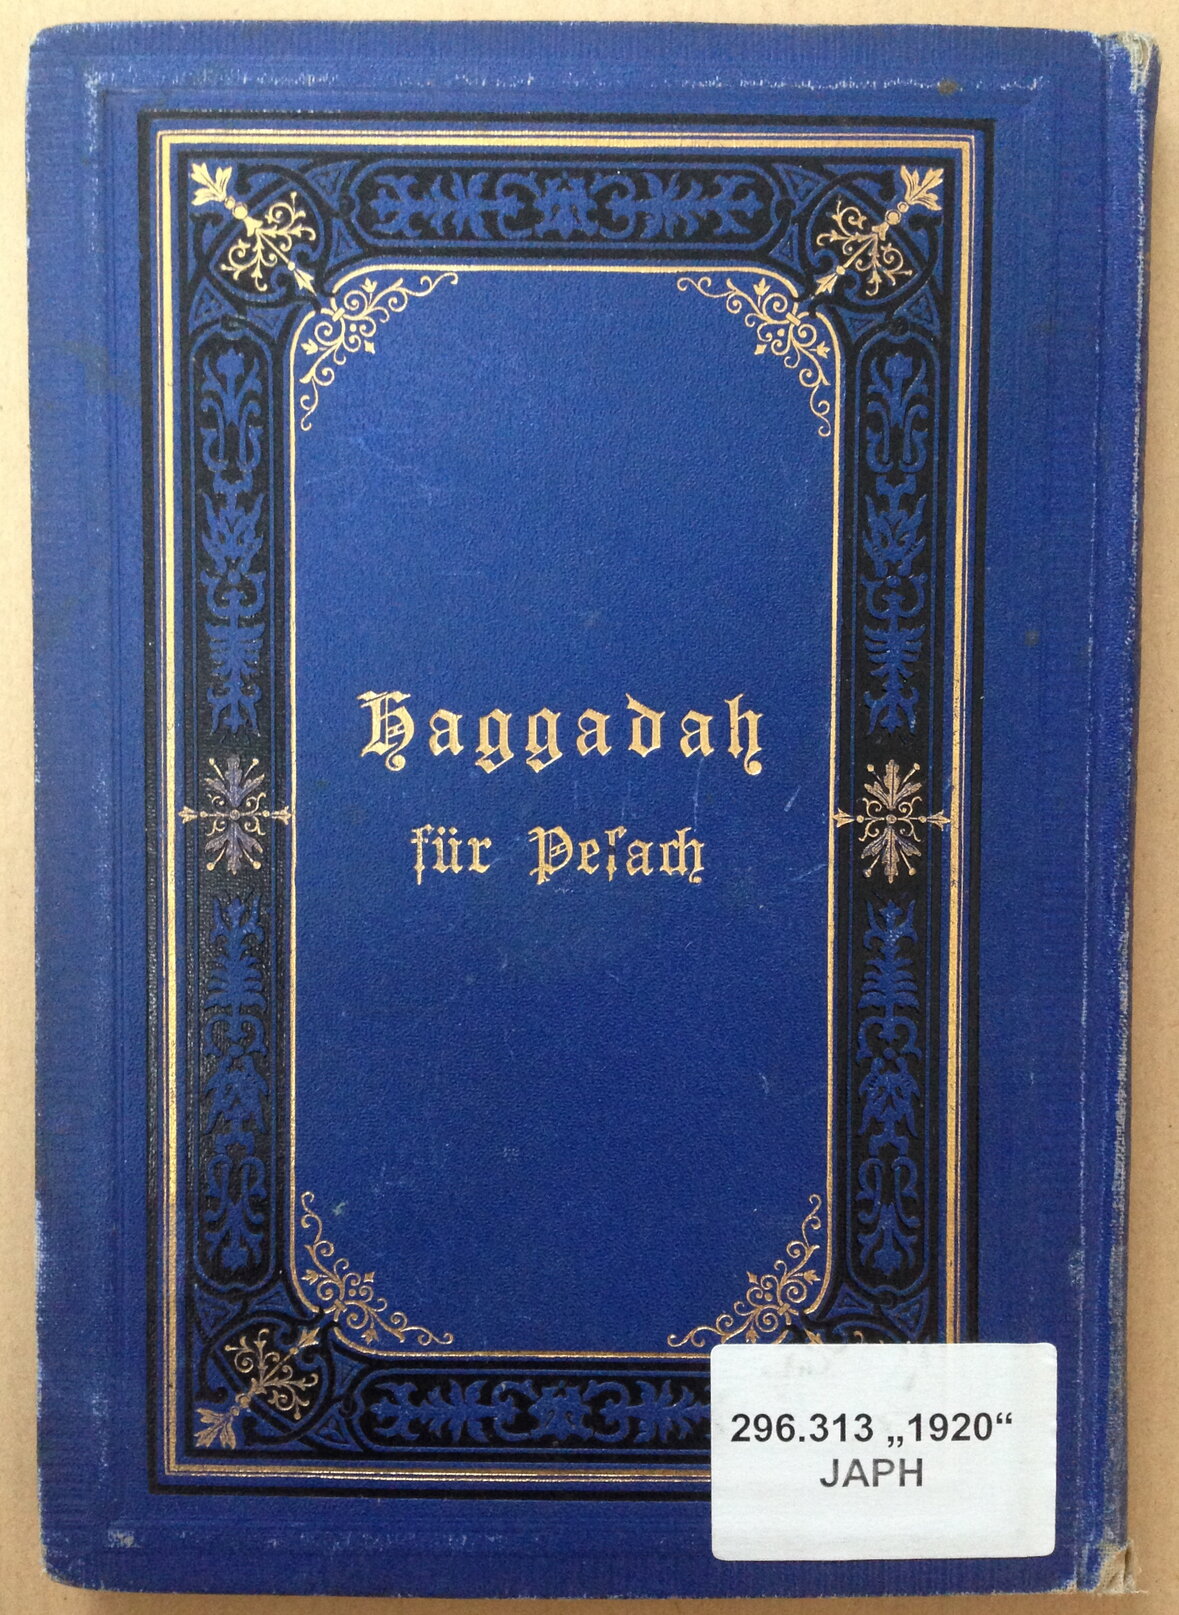 Haggadah
für Peſach
296.313 „1920“
JAPH